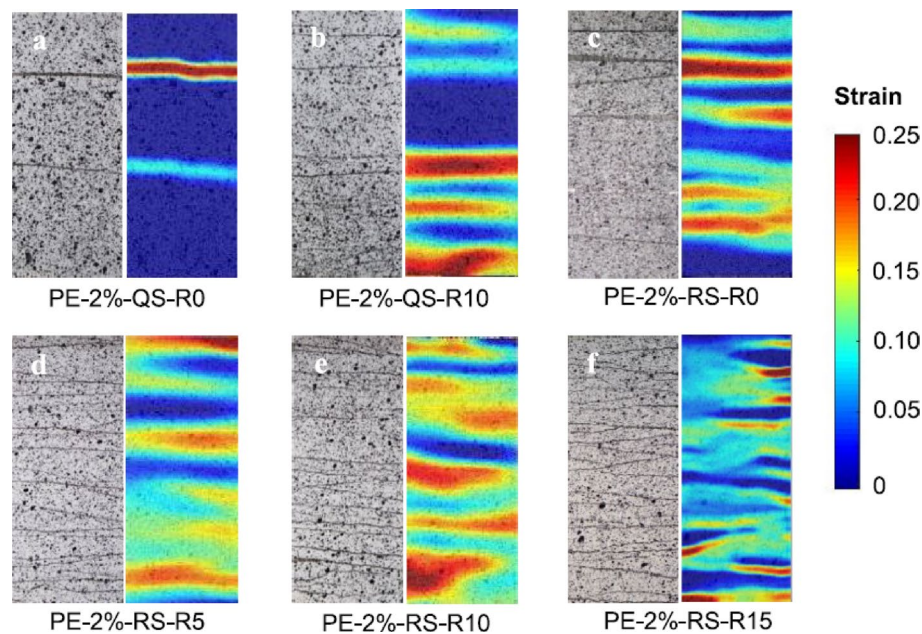 a
b
c
PE-2%-QS-R0
PE-2%-QS-R10
PE-2%-RS-R0
d
e
f
PE-2%-RS-R5
PE-2%-RS-R10
PE-2%-RS-R15
Strain
0.25
0.20
0.15
0.10
0.05
0